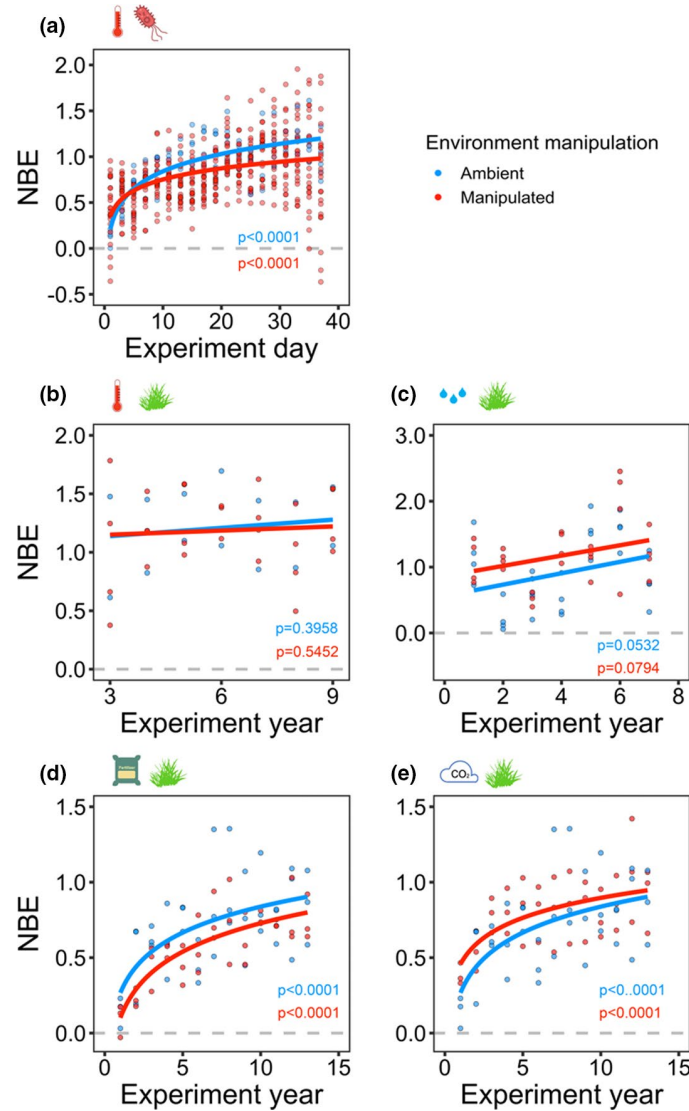 (a)
2.0
1.5
1.0
0.5
0.0
-0.5
NBE
p<0.0001
p<0.0001
0 10 20 30 40
Experiment day
Environment manipulation
Ambient
Manipulated
(b)
2.0
1.5
1.0
0.5
0.0
NBE
p=0.3958
p=0.5452
3 6 9
Experiment year
(c)
3.0
2.0
1.0
0.0
p=0.0532
p=0.0794
0 2 4 6 8
Experiment year
(d)
Fertilizer
1.5
1.0
0.5
0.0
NBE
p<0.0001
p<0.0001
0 5 10 15
Experiment year
(e)
CO₂
1.5
1.0
0.5
0.0
p<0..0001
p<0.0001
0 5 10 15
Experiment year